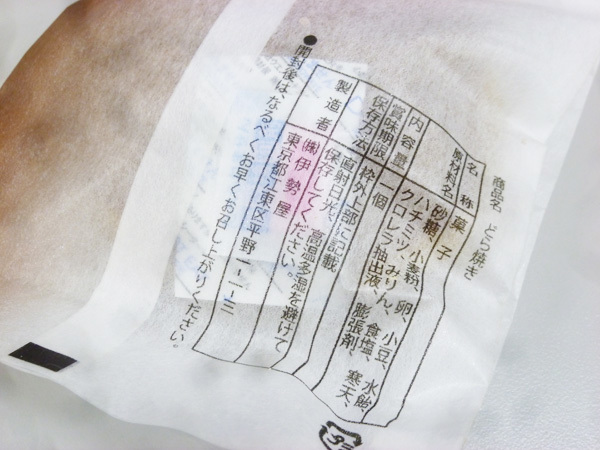 商品名 どら焼き
名称 菓子
原材料名 砂糖、小麦粉、卵、小豆、水飴、
ハチミツ、みりん、食塩、膨張剤、寒天、
クロレラ抽出液、
内容量 一個
賞味期限 枠外上部に記載
保存方法 直射日光、高温多湿を避けて
保存してください。
製造者 ㈱伊勢屋
東京都江東区平野一-二-三
●開封後は、なるべくお早くお召し上がりください。
プラ